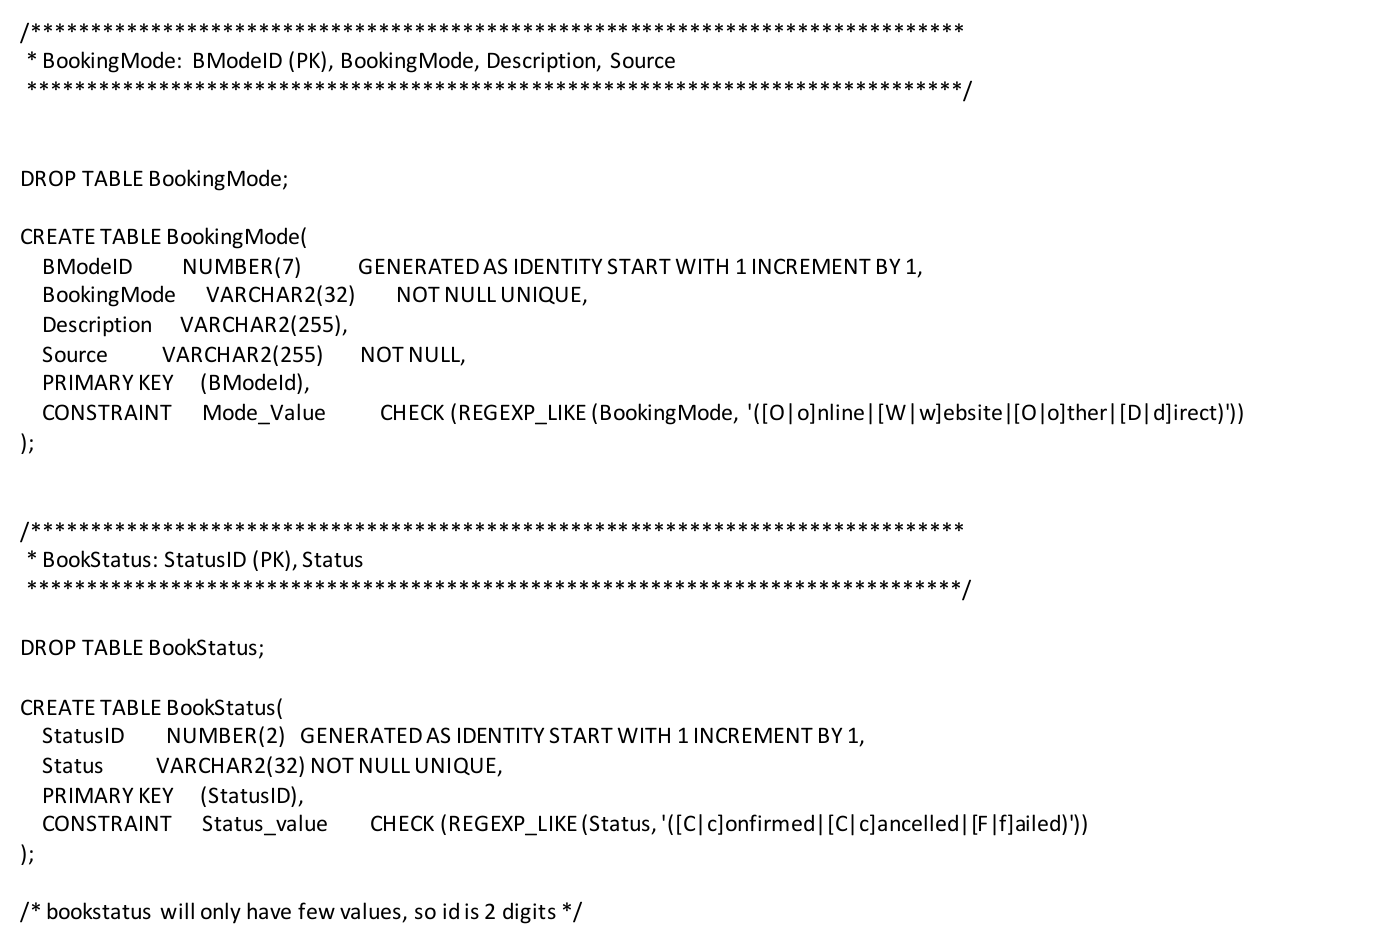 /******************************************************************************
* BookingMode: BModeID (PK), BookingMode, Description, Source
******************************************************************************/
DROP TABLE BookingMode;
CREATE TABLE BookingMode(
BModeID NUMBER(7) GENERATED AS IDENTITY START WITH 1 INCREMENT BY 1,
BookingMode VARCHAR2(32) NOT NULL UNIQUE,
Description VARCHAR2(255),
Source VARCHAR2(255) NOT NULL,
PRIMARY KEY (BModeId),
CONSTRAINT Mode_Value CHECK (REGEXP_LIKE (BookingMode, '([O|o]nline|[W|w]ebsite|[O|o]ther|[D|d]irect)'))
);
/******************************************************************************
* BookStatus: StatusID (PK), Status
******************************************************************************/
DROP TABLE BookStatus;
CREATE TABLE BookStatus(
StatusID NUMBER(2) GENERATED AS IDENTITY START WITH 1 INCREMENT BY 1,
Status VARCHAR2(32) NOT NULL UNIQUE,
PRIMARY KEY (StatusID),
CONSTRAINT Status_value CHECK (REGEXP_LIKE (Status, '([C|c]onfirmed|[C|c]ancelled|[F|f]ailed)'))
);
/* bookstatus will only have few values, so id is 2 digits */